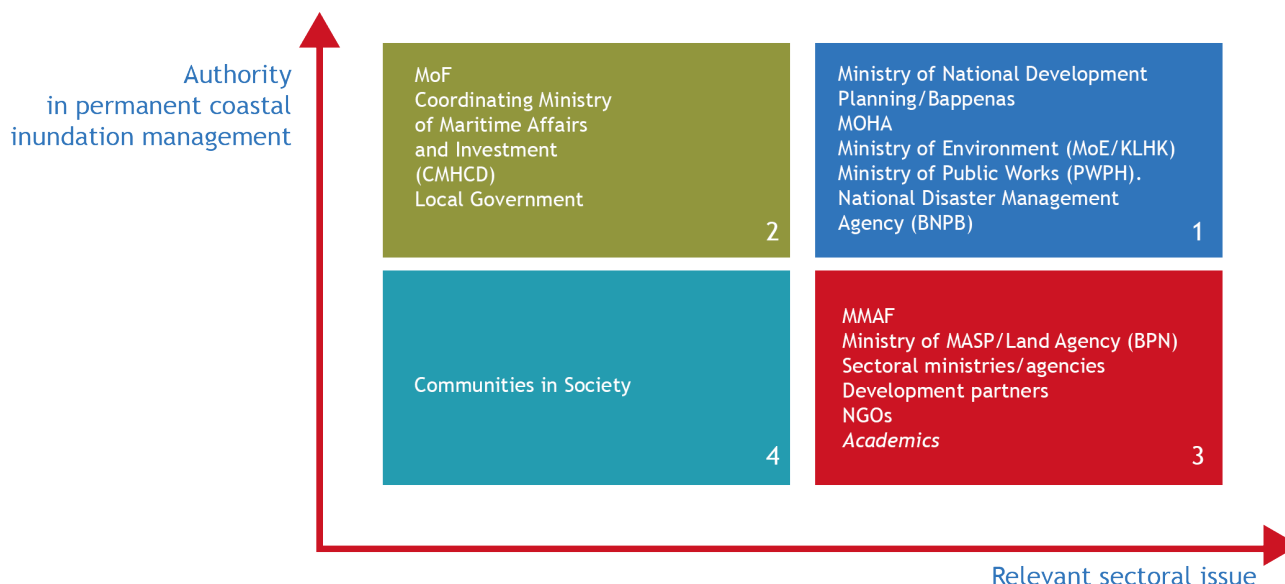 Authority
in permanent coastal
inundation management
MoF
Coordinating Ministry
of Maritime Affairs
and Investment
(CMHCD)
Local Government
2
Ministry of National Development
Planning/Bappenas
MOHA
Ministry of Environment (MoE/KLHK)
Ministry of Public Works (PWPH).
National Disaster Management
Agency (BNPB)
1
Communities in Society
4
MMAF
Ministry of MASP/Land Agency (BPN)
Sectoral ministries/agencies
Development partners
NGOs
Academics
3
Relevant sectoral issue